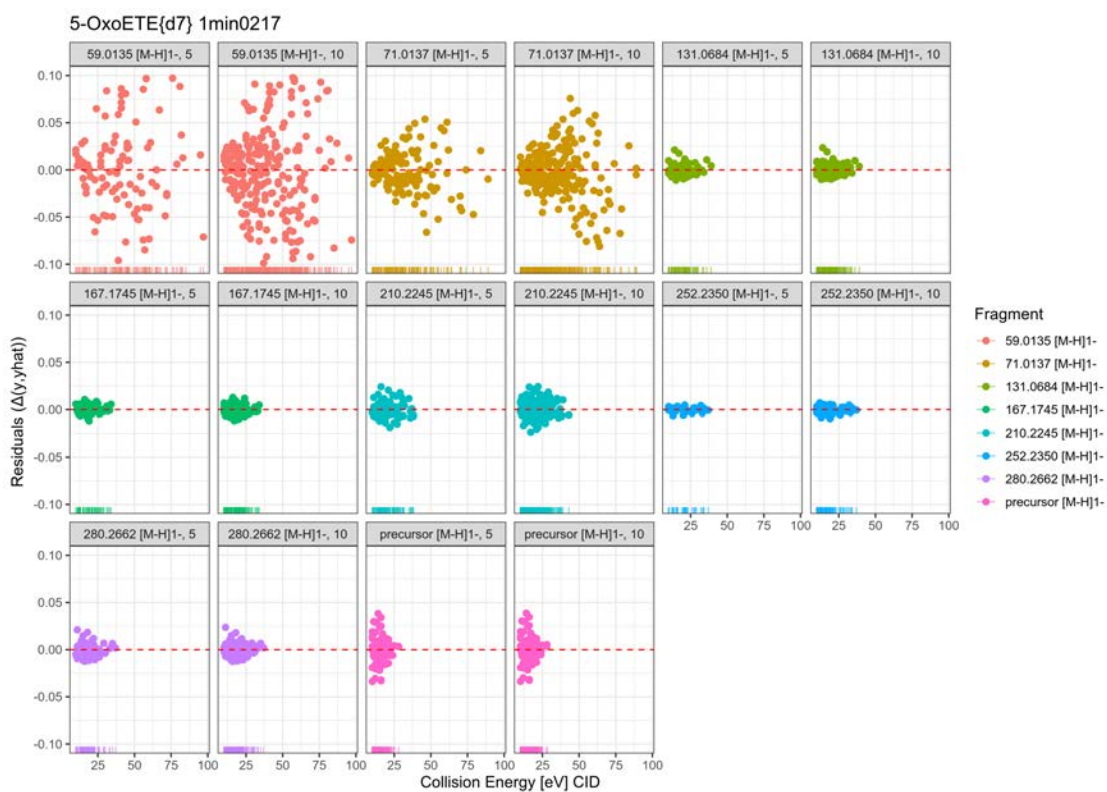 5-OxoETE{d7} 1min0217
59.0135 [M-H]1-, 5
59.0135 [M-H]1-, 10
71.0137 [M-H]1-, 5
71.0137 [M-H]1-, 10
131.0684 [M-H]1-, 5
131.0684 [M-H]1-, 10
0.10
0.05
0.00
-0.05
-0.10
167.1745 [M-H]1-, 5
167.1745 [M-H]1-, 10
210.2245 [M-H]1-, 5
210.2245 [M-H]1-, 10
252.2350 [M-H]1-, 5
252.2350 [M-H]1-, 10
0.10
0.05
0.00
-0.05
-0.10
25 50 75 100
25 50 75 100
280.2662 [M-H]1-, 5
280.2662 [M-H]1-, 10
precursor [M-H]1-, 5
precursor [M-H]1-, 10
0.10
0.05
0.00
-0.05
-0.10
25 50 75 100
25 50 75 100
25 50 75 100
25 50 75 100
Residuals (Δ(y,yhat))
Collision Energy [eV] CID
Fragment
59.0135 [M-H]1-
71.0137 [M-H]1-
131.0684 [M-H]1-
167.1745 [M-H]1-
210.2245 [M-H]1-
252.2350 [M-H]1-
280.2662 [M-H]1-
precursor [M-H]1-